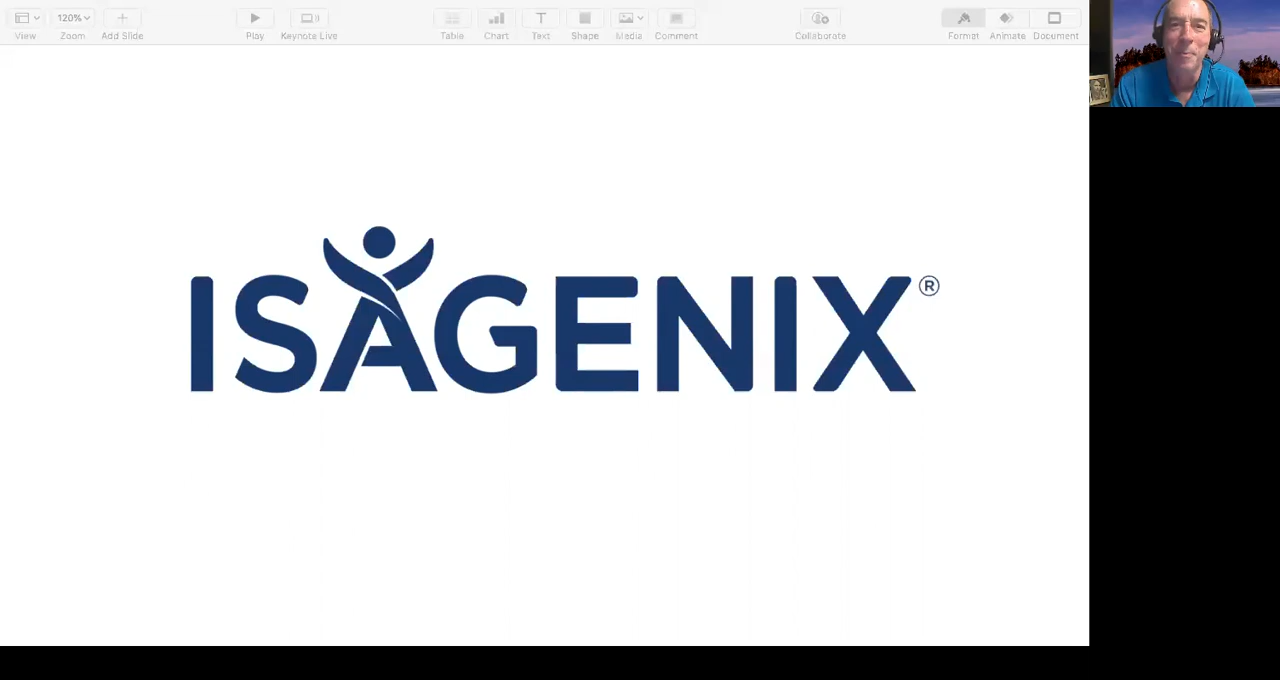 120%
View Zoom Add Slide Play Keynote Live Table Chart Text Shape Media Comment Collaborate Format Animate Document
ISAGENIX®